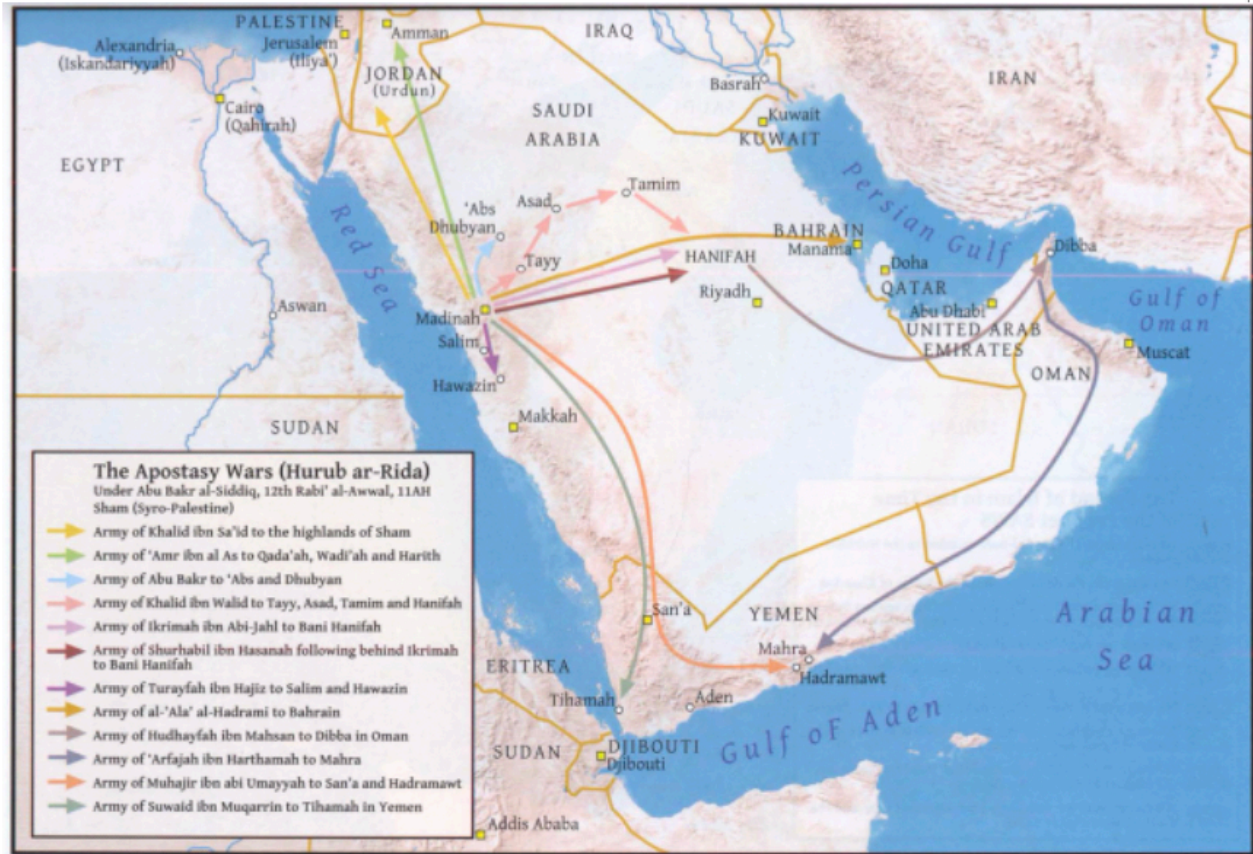 PALESTINE
Jerusalem
(Iliya')
Amman
Alexandria
(Iskandariyyah)
Cairo
(Qahirah)
JORDAN
(Urdun)
IRAQ
Basrah
IRAN
Kuwait
KUWAIT
SAUDI
ARABIA
EGYPT
Red Sea
Persian Gulf
Asad
Tamim
'Abs
Dhubyan
Tayy
BAHRAIN
Manama
HANIFAH
Dibba
Doha
QATAR
Riyadh
Abu Dhabi
UNITED ARAB
EMIRATES
Gulf of
Oman
Muscat
OMAN
Aswan
Madinah
Salim
Hawazin
Makkah
SUDAN
San'a
YEMEN
Mahra
Hadramawt
Arabian
Sea
ERITREA
Tihamah
Aden
Gulf oF Aden
SUDAN
DJIBOUTI
Djibouti
Addis Ababa
The Apostasy Wars (Hurub ar-Rida)
Under Abu Bakr al-Siddiq, 12th Rabi' al-Awwal, 11AH
Sham (Syro-Palestine)
Army of Khalid ibn Sa'id to the highlands of Sham
Army of 'Amr ibn al As to Qada'ah, Wadi'ah and Harith
Army of Abu Bakr to 'Abs and Dhubyan
Army of Khalid ibn Walid to Tayy, Asad, Tamim and Hanifah
Army of Ikrimah ibn Abi-Jahl to Bani Hanifah
Army of Shurhabil ibn Hasanah following behind Ikrimah
to Bani Hanifah
Army of Turayfah ibn Hajiz to Salim and Hawazin
Army of al-'Ala' al-Hadrami to Bahrain
Army of Hudhayfah ibn Mahsan to Dibba in Oman
Army of 'Arfajah ibn Harthamah to Mahra
Army of Muhajir ibn abi Umayyah to San'a and Hadramawt
Army of Suwaid ibn Muqarrin to Tihamah in Yemen